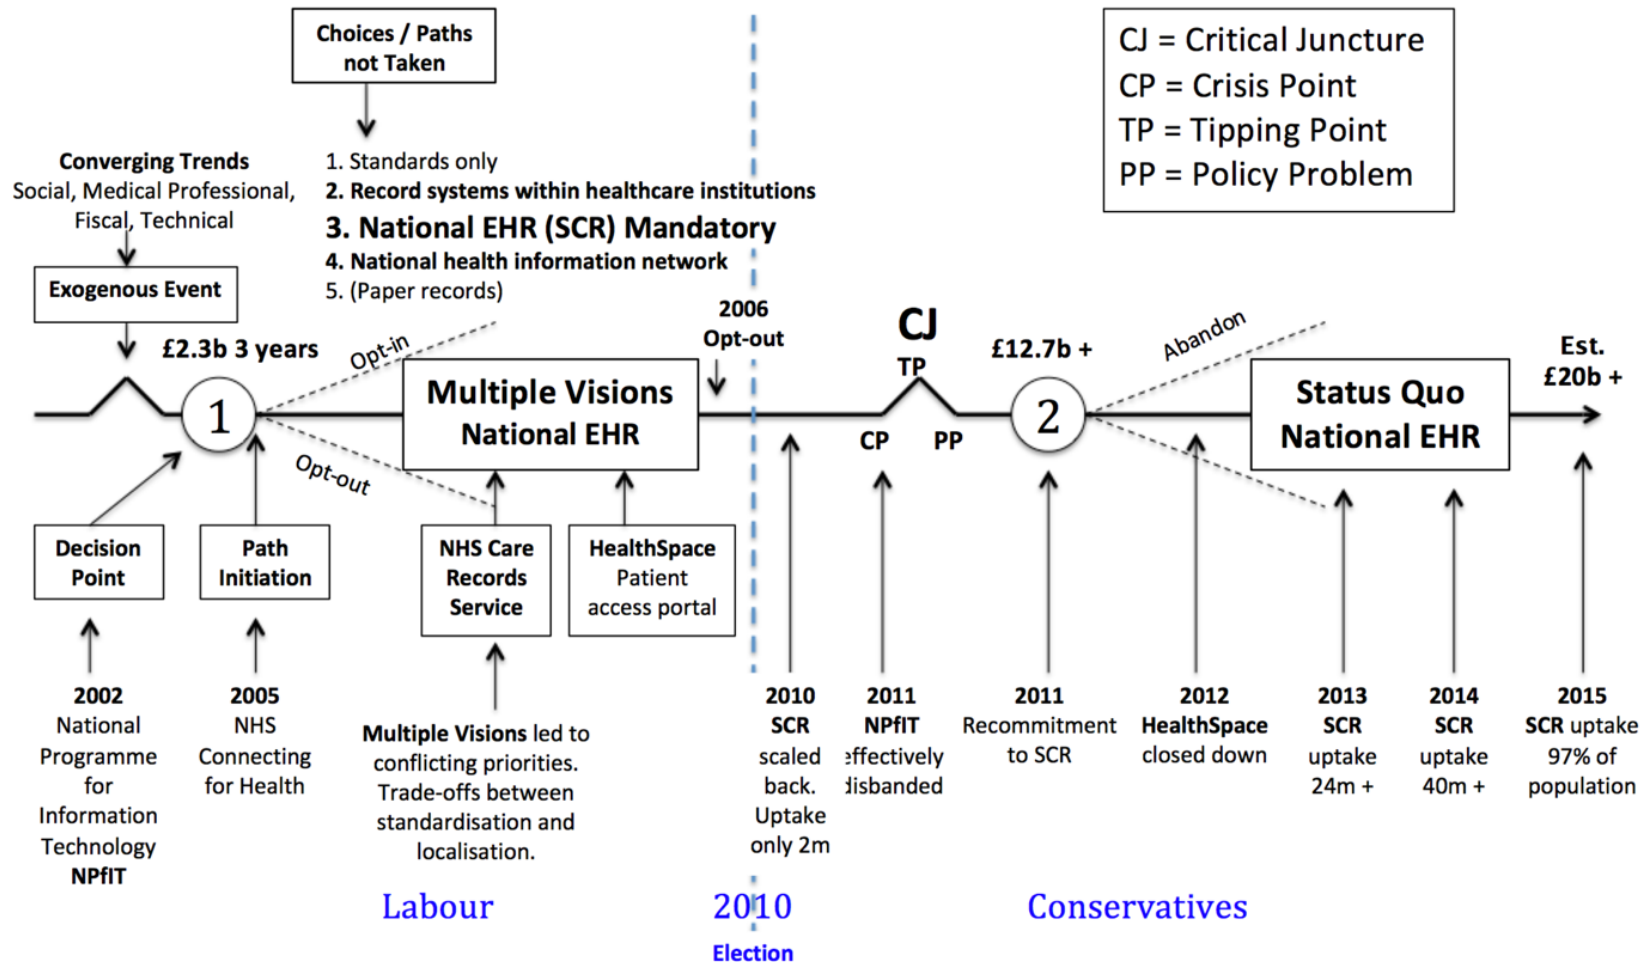 Choices / Paths
not Taken
CJ = Critical Juncture
CP = Crisis Point
TP = Tipping Point
PP = Policy Problem
Converging Trends
Social, Medical Professional,
Fiscal, Technical
1. Standards only
2. Record systems within healthcare institutions
3. National EHR (SCR) Mandatory
4. National health information network
5. (Paper records)
Exogenous Event
£2.3b 3 years
Opt-in
Opt-out
1
Multiple Visions
National EHR
2006
Opt-out
CJ
TP
CP
PP
£12.7b +
2
Abandon
Status Quo
National EHR
Est.
£20b +
Decision
Point
Path
Initiation
NHS Care
Records
Service
HealthSpace
Patient
access portal
2002
National
Programme
for
Information
Technology
NPfIT
2005
NHS
Connecting
for Health
Multiple Visions led to
conflicting priorities.
Trade-offs between
standardisation and
localisation.
2010
SCR
scaled
back.
Uptake
only 2m
2011
NPfIT
effectively
disbanded
2011
Recommitment
to SCR
2012
HealthSpace
closed down
2013
SCR
uptake
24m +
2014
SCR
uptake
40m +
2015
SCR uptake
97% of
population
Labour
2010
Election
Conservatives